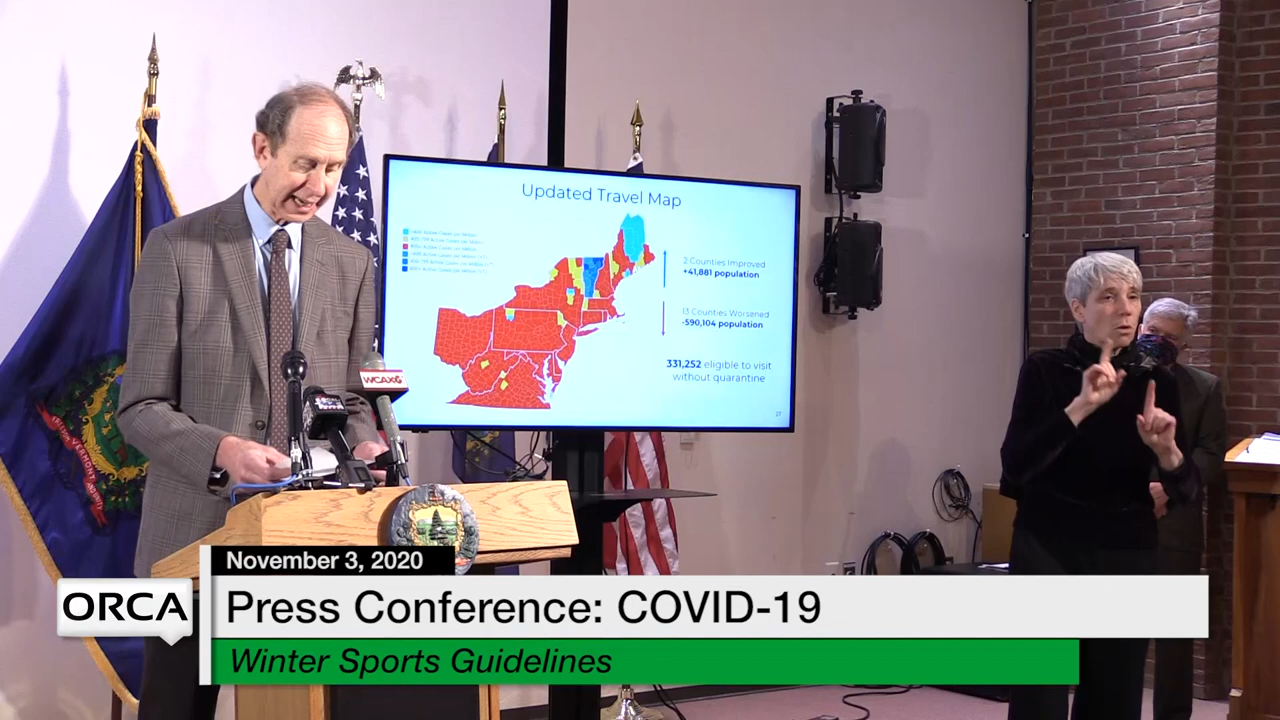 Updated Travel Map
2 Counties Improved
+41,881 population
13 Counties Worsened
-590,104 population
331,252 eligible to visit
without quarantine
27
WCAX
November 3, 2020
ORCA
Press Conference: COVID-19
Winter Sports Guidelines